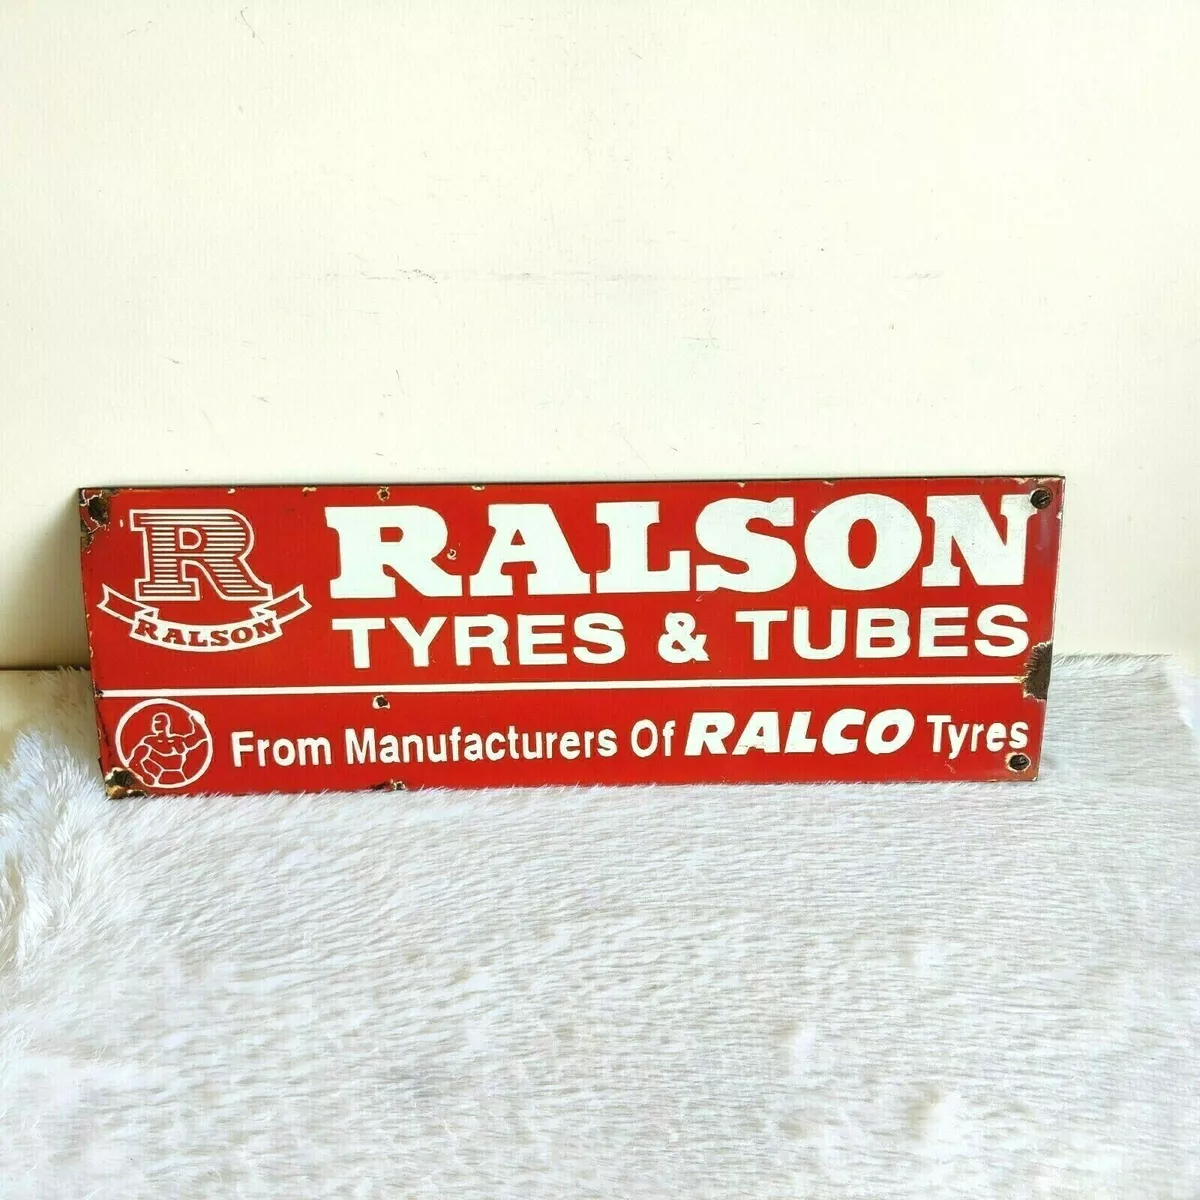 R
RALSON
RALSON
TYRES & TUBES
From Manufacturers Of RALCO Tyres